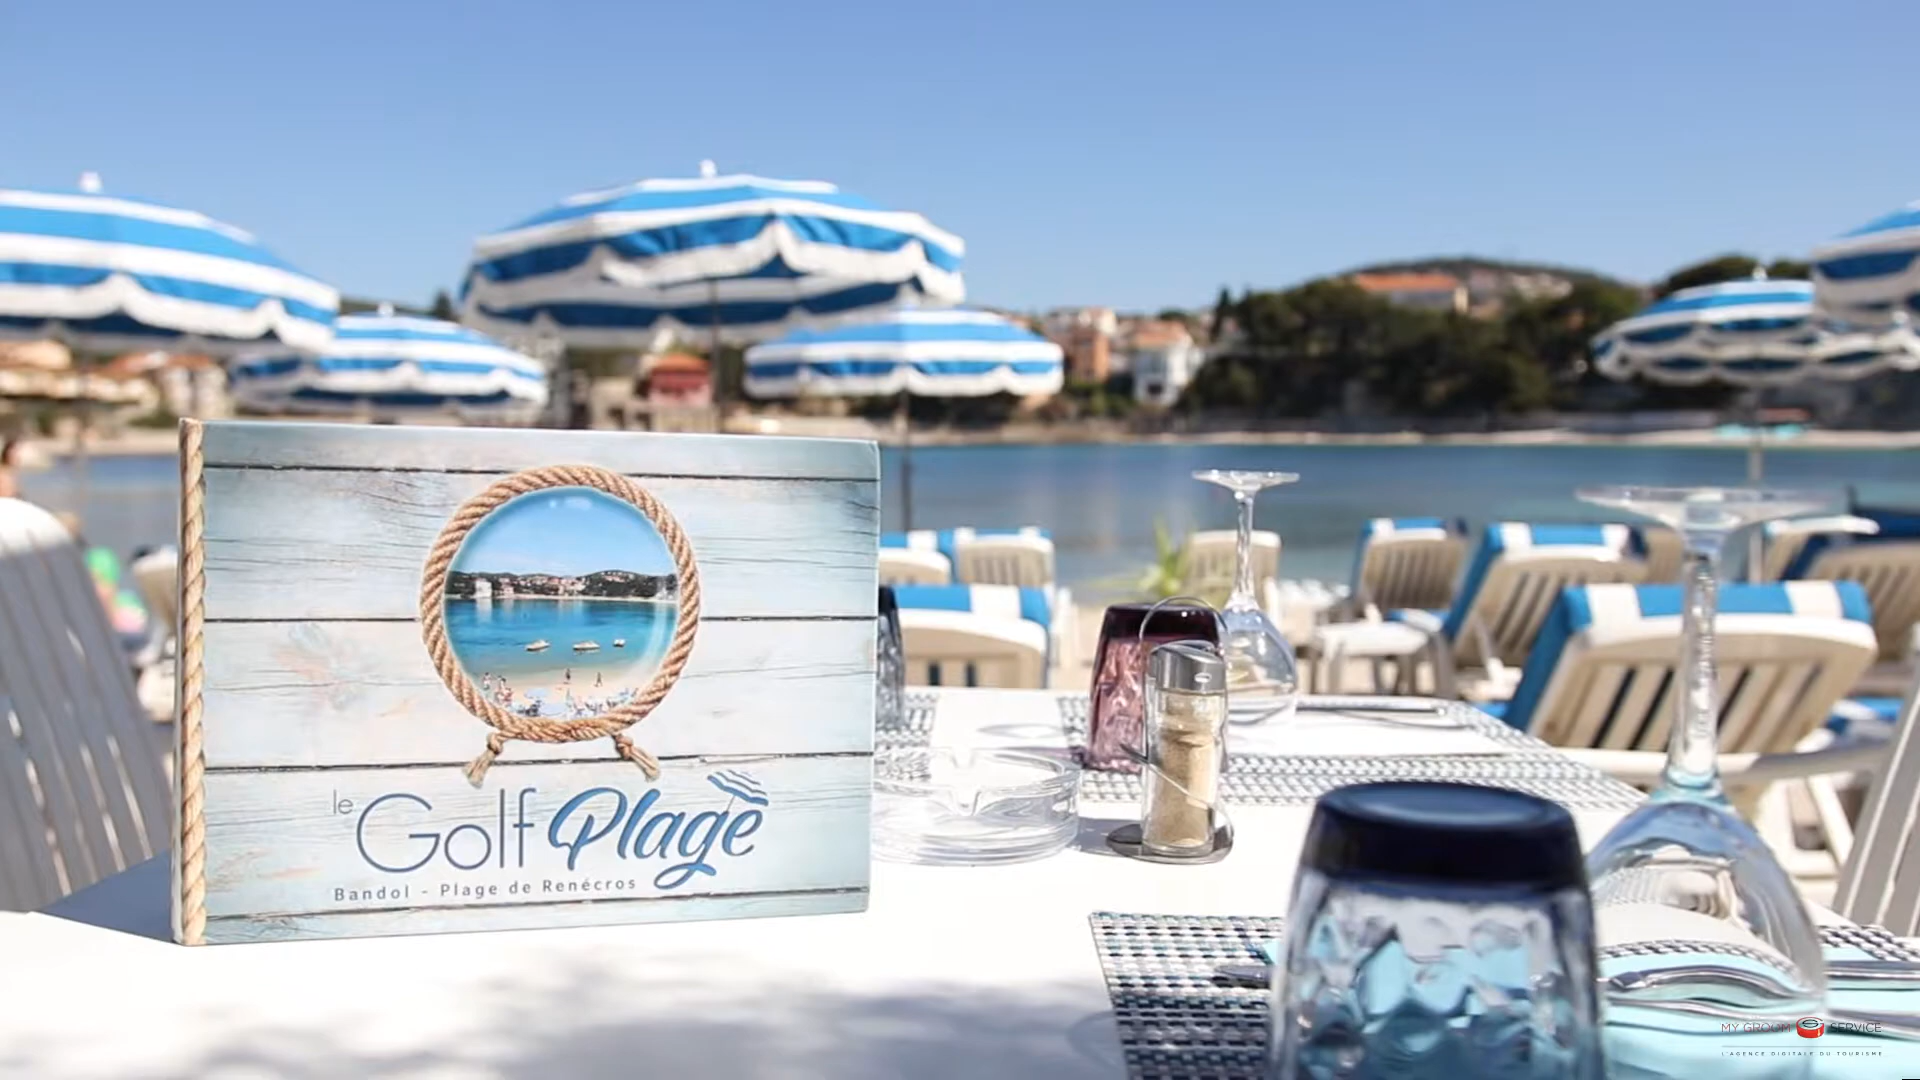 le Golf Plage
Bandol - Plage de Renécros
MY GROOM SERVICE
L'AGENCE DIGITALE DU TOURISME